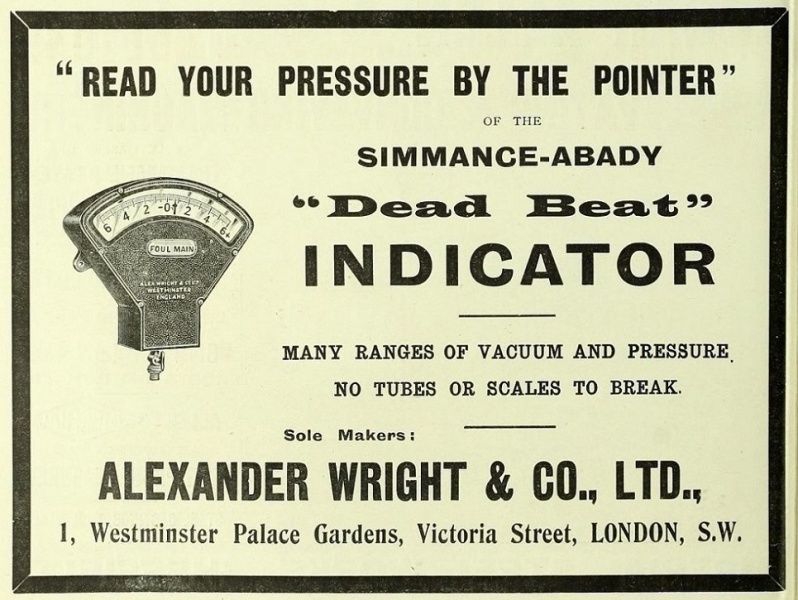 “READ YOUR PRESSURE BY THE POINTER”
OF THE
SIMMANCE-ABADY
“Dead Beat”
INDICATOR
6 4 2 -0+ 2 4 6+
FOUL MAIN
ALEX WRIGHT & CO LTD
WESTMINSTER
ENGLAND
MANY RANGES OF VACUUM AND PRESSURE.
NO TUBES OR SCALES TO BREAK.
Sole Makers:
ALEXANDER WRIGHT & CO., LTD.,
1, Westminster Palace Gardens, Victoria Street, LONDON, S.W.